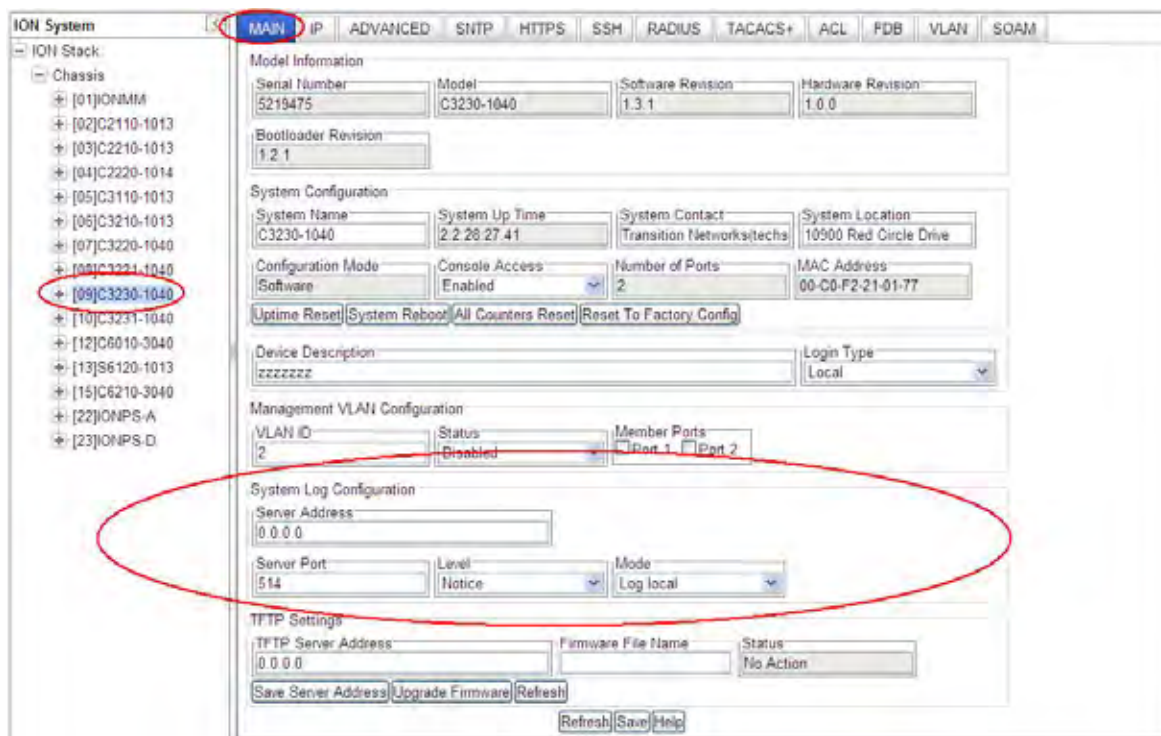 ION System
MAIN IP ADVANCED SNTP HTTPS SSH RADIUS TACACS+ ACL FDB VLAN SOAM
ION Stack
Chassis
[01]IONMM
[02]C2110-1013
[03]C2210-1013
[04]C2220-1014
[05]C3110-1013
[06]C3210-1013
[07]C3220-1040
[08]C3221-1040
[09]C3230-1040
[10]C3231-1040
[12]C6010-3040
[13]S6120-1013
[15]C6210-3040
[22]IONPS-A
[23]IONPS-D
Model Information
Serial Number Model Software Revision Hardware Revision
5219475 C3230-1040 1.3.1 1.0.0
Bootloader Revision
1.2.1
System Configuration
System Name System Up Time System Contact System Location
C3230-1040 2:2:26:27.41 Transition Networks(techs 10900 Red Circle Drive
Configuration Mode Console Access Number of Ports MAC Address
Software Enabled 2 00-C0-F2-21-01-77
Uptime Reset System Reboot All Counters Reset Reset To Factory Config
Device Description Login Type
zzzzzzz Local
Management VLAN Configuration
VLAN ID Status Member Ports
2 Disabled Port 1 Port 2
System Log Configuration
Server Address
0.0.0.0
Server Port Level Mode
514 Notice Log local
TFTP Settings
TFTP Server Address Firmware File Name Status
0.0.0.0 No Action
Save Server Address Upgrade Firmware Refresh
Refresh Save Help